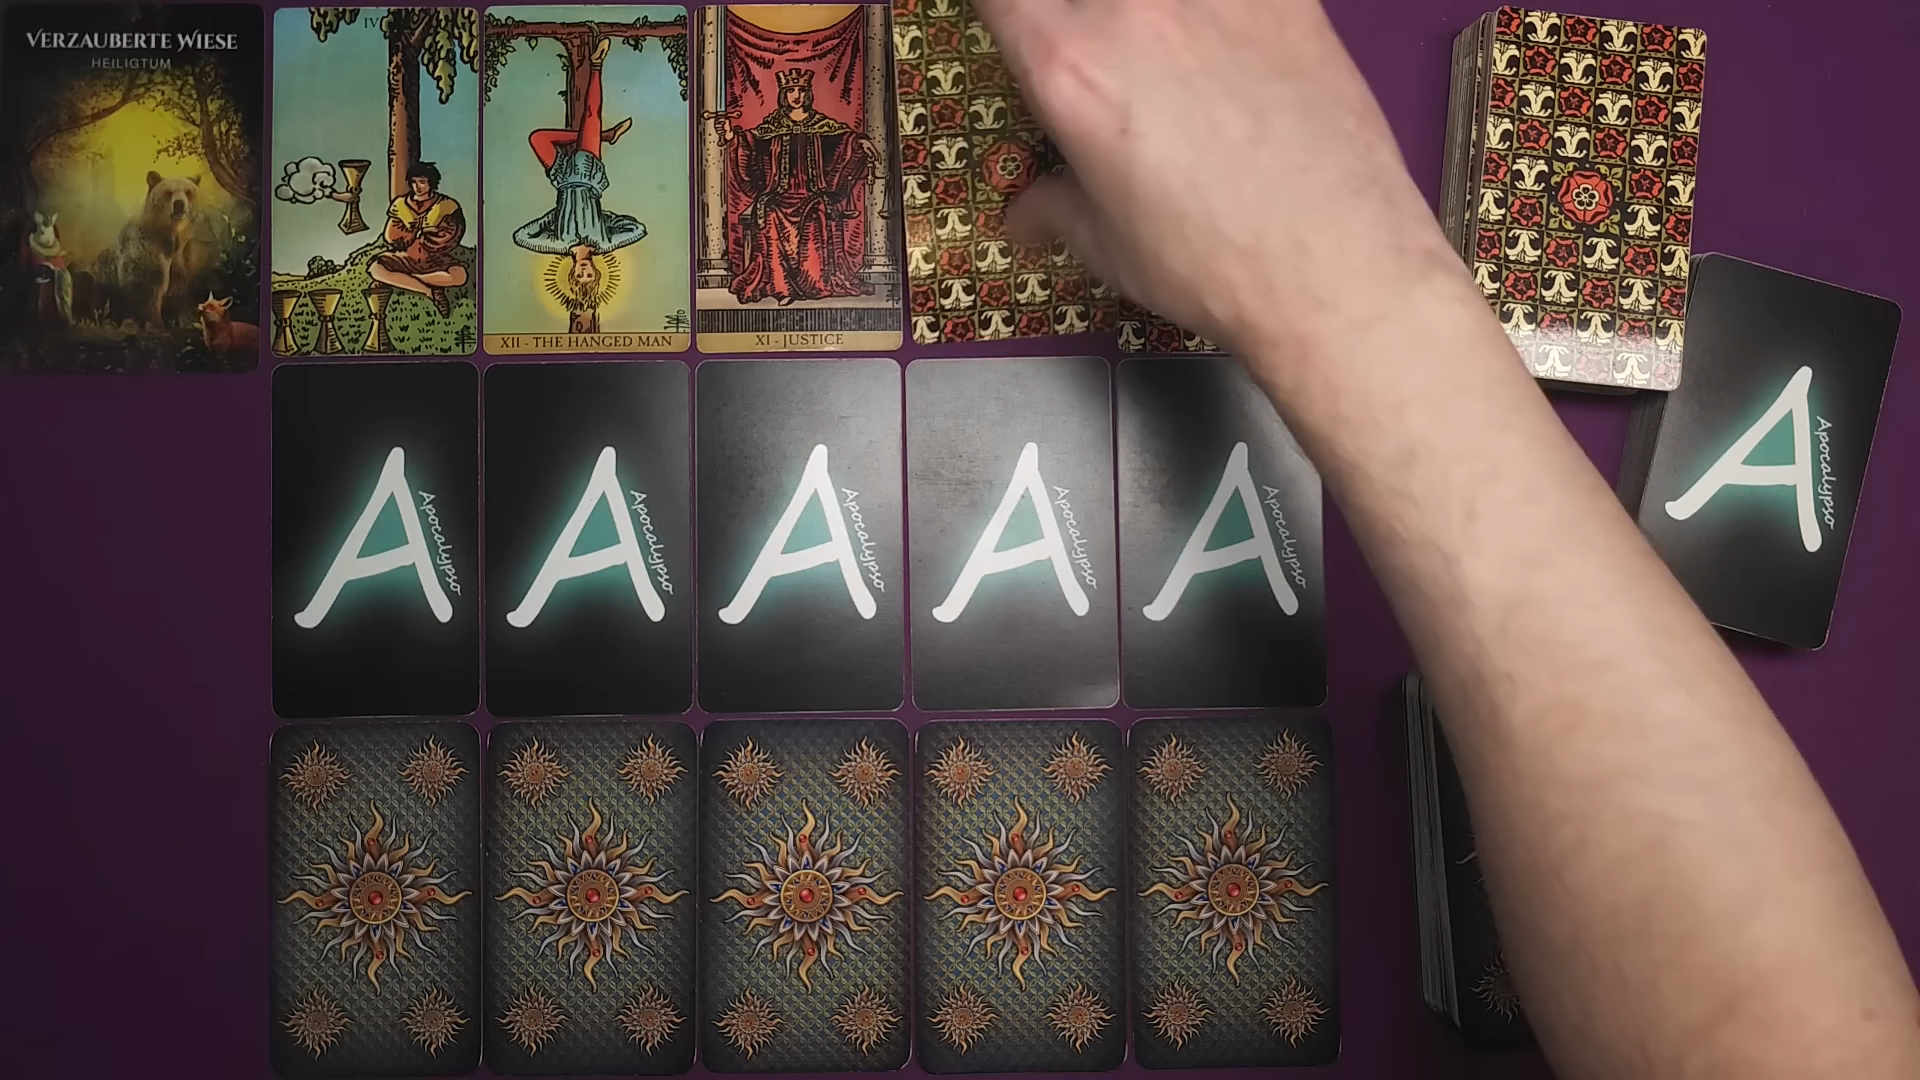 VERZAUBERTE WIESE
HEILIGTUM
IV
XII - THE HANGED MAN
XI - JUSTICE
A
Apocalypso
A
Apocalypso
A
Apocalypso
A
Apocalypso
A
Apocalypso
A
Apocalypso